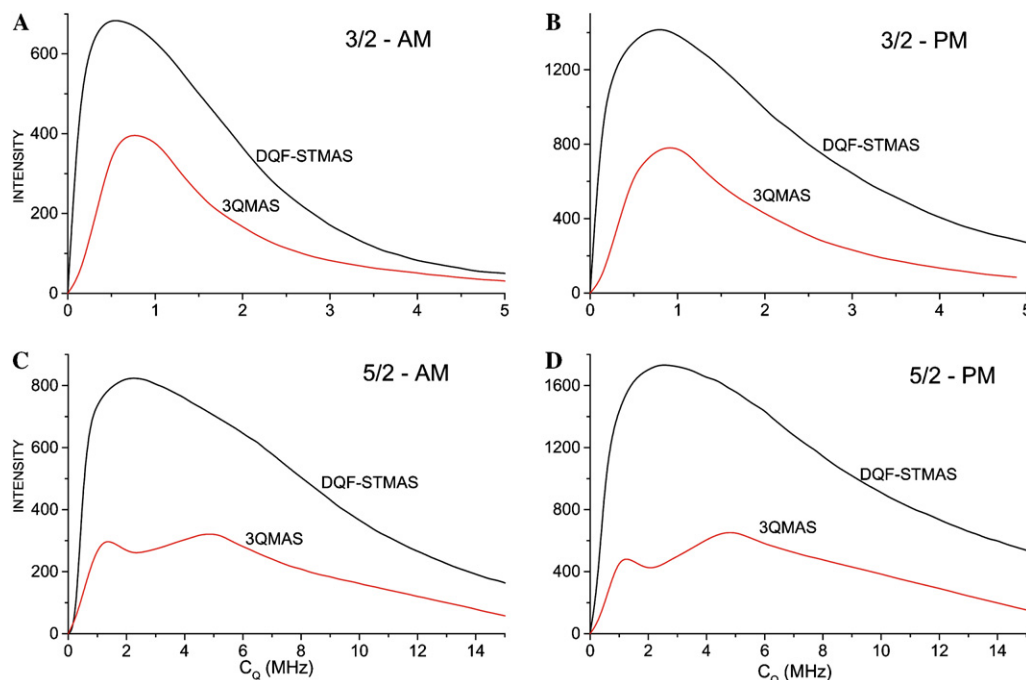 A
3/2 - AM
INTENSITY
600
400
200
0
DQF-STMAS
3QMAS
0 1 2 3 4 5
B
3/2 - PM
1400
1200
800
400
0
DQF-STMAS
3QMAS
0 1 2 3 4 5
C
5/2 - AM
INTENSITY
800
600
400
200
0
DQF-STMAS
3QMAS
0 2 4 6 8 10 12 14
C_Q (MHz)
D
5/2 - PM
1600
1200
800
400
0
DQF-STMAS
3QMAS
0 2 4 6 8 10 12 14
C_Q (MHz)